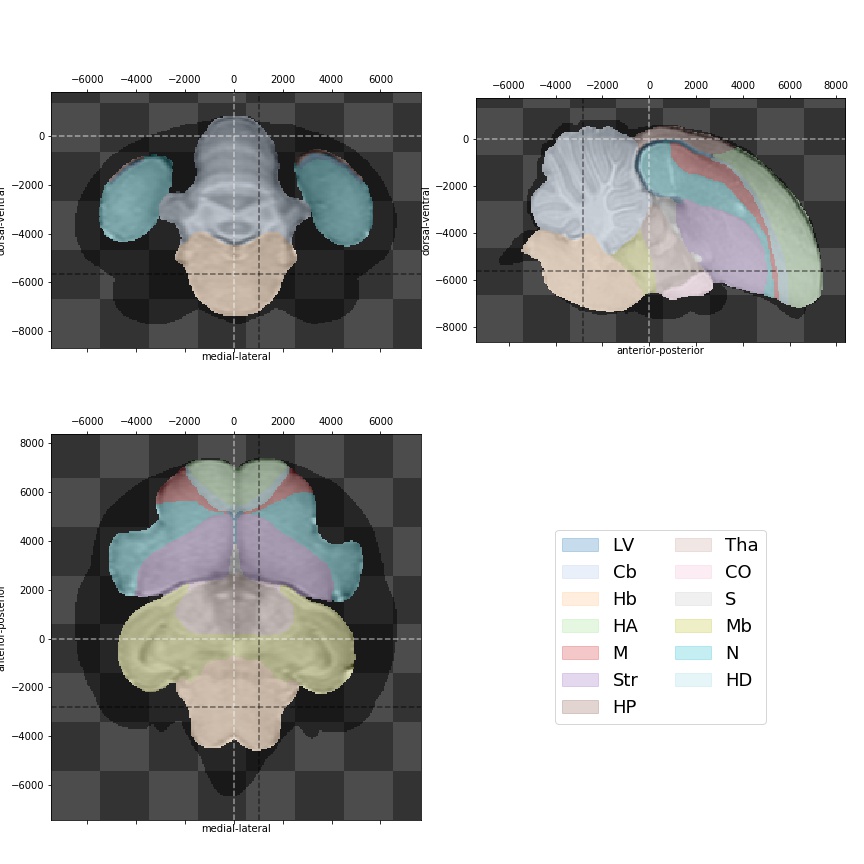 −6000 −4000 −2000 0 2000 4000 6000
0
−2000
−4000
−6000
−8000
dorsal-ventral
medial-lateral
−6000 −4000 −2000 0 2000 4000 6000 8000
0
−2000
−4000
−6000
−8000
dorsal-ventral
anterior-posterior
−6000 −4000 −2000 0 2000 4000 6000
8000
6000
4000
2000
0
−2000
−4000
−6000
anterior-posterior
medial-lateral
LV Tha
Cb CO
Hb S
HA Mb
M N
Str HD
HP